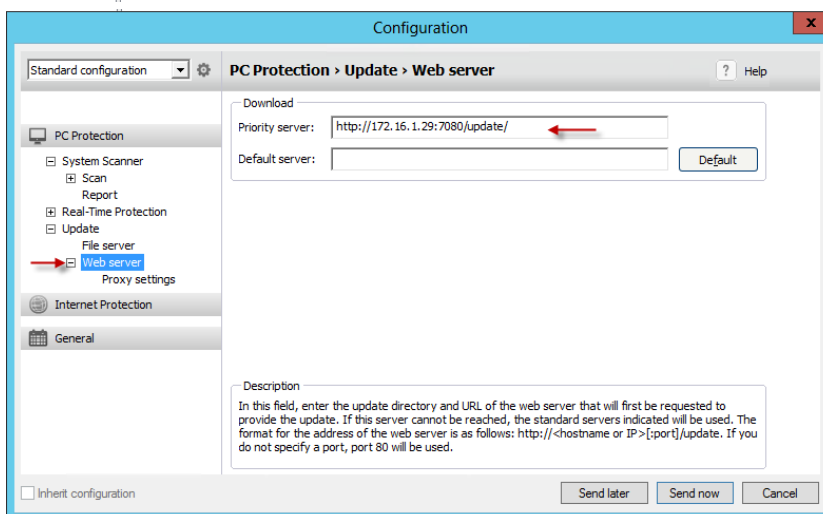 Configuration
x
Standard configuration
PC Protection › Update › Web server
? Help
PC Protection
System Scanner
Scan
Report
Real-Time Protection
Update
File server
Web server
Proxy settings
Internet Protection
General
Download
Priority server: http://172.16.1.29:7080/update/
Default server:
Default
Description
In this field, enter the update directory and URL of the web server that will first be requested to
provide the update. If this server cannot be reached, the standard servers indicated will be used. The
format for the address of the web server is as follows: http://<hostname or IP>[:port]/update. If you
do not specify a port, port 80 will be used.
Inherit configuration
Send later
Send now
Cancel